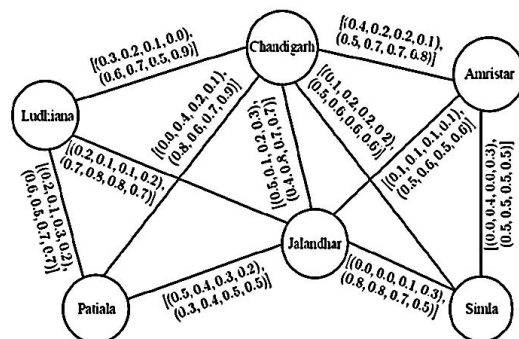 [(0.3, 0.2, 0.1, 0.0),
(0.6, 0.7, 0.5, 0.9)]
Chandigarh
[(0.4, 0.2, 0.2, 0.1),
(0.5, 0.7, 0.7, 0.8)]
Amristar
Ludhiana
[(0.0, 0.4, 0.2, 0.1),
(0.8, 0.6, 0.7, 0.9)]
[(0.1, 0.2, 0.2, 0.2),
(0.5, 0.6, 0.6, 0.6)]
[(0.5, 0.1, 0.2, 0.3),
(0.4, 0.8, 0.7, 0.7)]
[(0.2, 0.1, 0.1, 0.2),
(0.7, 0.8, 0.8, 0.7)]
[(0.1, 0.1, 0.1, 0.1),
(0.5, 0.6, 0.5, 0.6)]
[(0.2, 0.1, 0.3, 0.2),
(0.6, 0.5, 0.7, 0.7)]
[(0.0, 0.4, 0.0, 0.3),
(0.5, 0.5, 0.5, 0.5)]
Jalandhar
Patiala
[(0.5, 0.4, 0.3, 0.2),
(0.3, 0.4, 0.5, 0.5)]
[(0.0, 0.0, 0.1, 0.3),
(0.8, 0.8, 0.7, 0.5)]
Simla